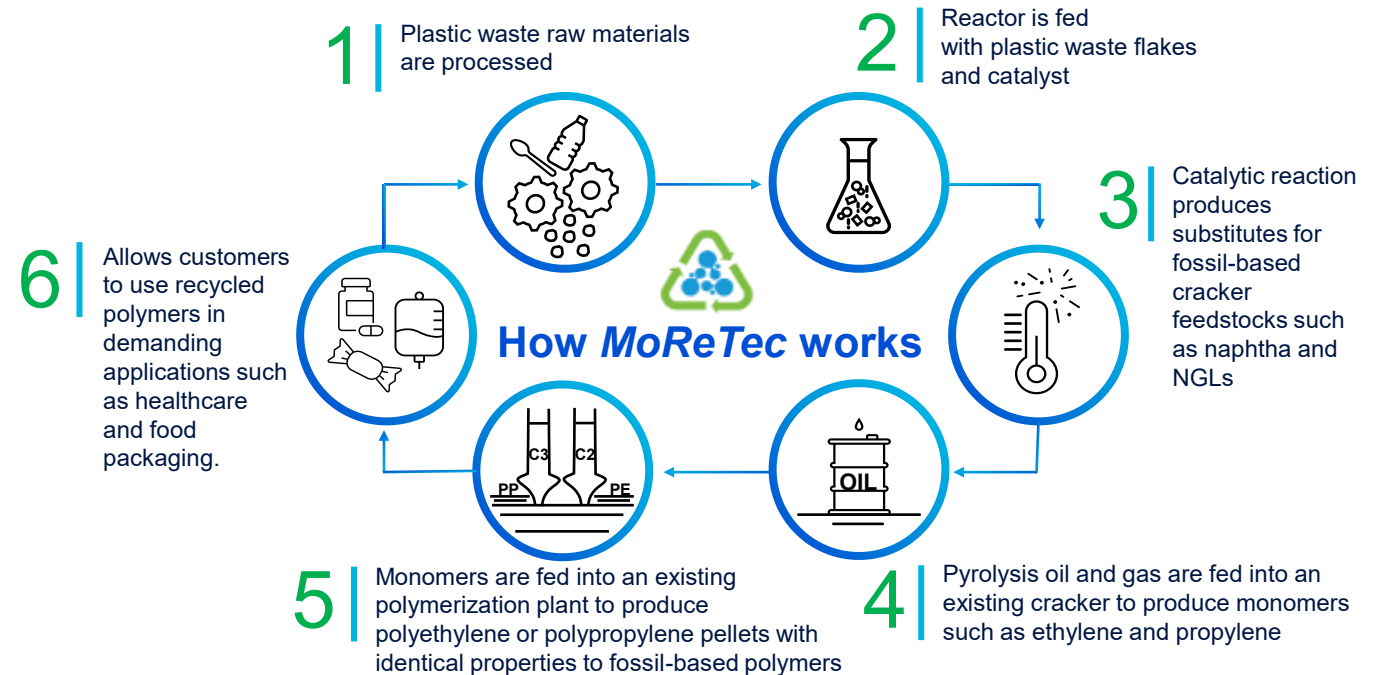 1
Plastic waste raw materials
are processed
2
Reactor is fed
with plastic waste flakes
and catalyst
3
Catalytic reaction
produces
substitutes for
fossil-based
cracker
feedstocks such
as naphtha and
NGLs
6
Allows customers
to use recycled
polymers in
demanding
applications such
as healthcare
and food
packaging.
How MoReTec works
C3
C2
PP
PE
OIL
5
Monomers are fed into an existing
polymerization plant to produce
polyethylene or polypropylene pellets with
identical properties to fossil-based polymers
4
Pyrolysis oil and gas are fed into an
existing cracker to produce monomers
such as ethylene and propylene